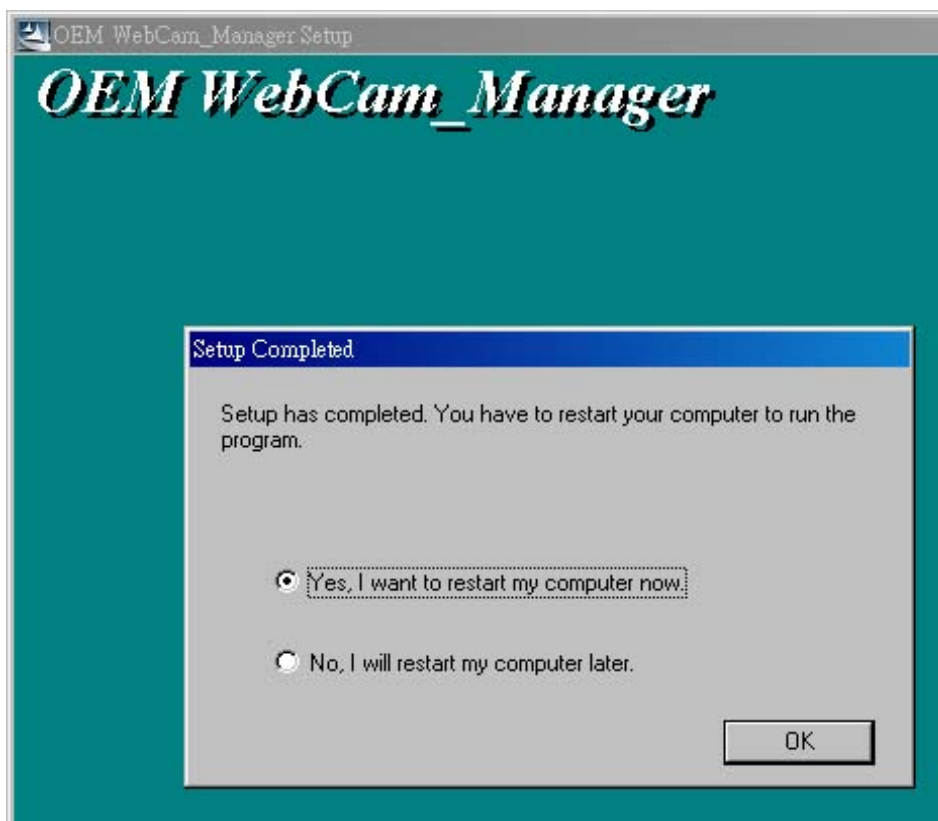 OEM WebCam_Manager Setup
OEM WebCam_Manager
Setup Completed
Setup has completed. You have to restart your computer to run the
program.
Yes, I want to restart my computer now.
No, I will restart my computer later.
OK